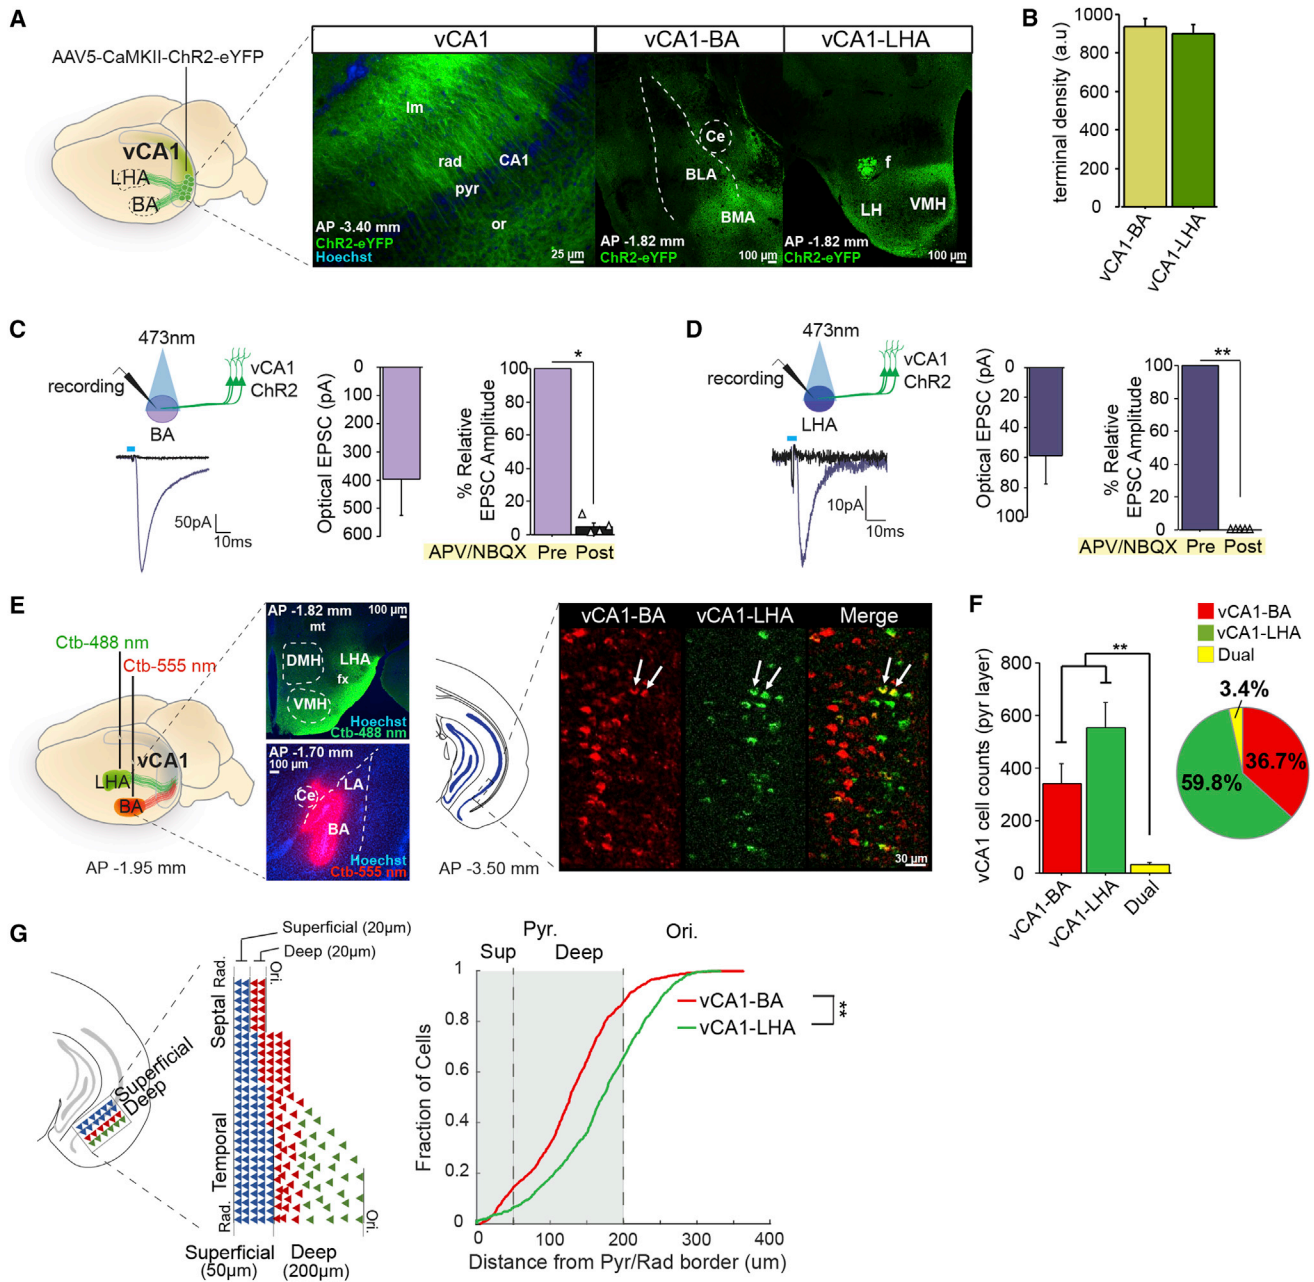 A
AAV5-CaMKII-ChR2-eYFP
vCA1
LHA
BA
vCA1
vCA1-BA
vCA1-LHA
lm
rad
CA1
pyr
or
AP -3.40 mm
ChR2-eYFP
Hoechst
25 µm
Ce
BLA
BMA
AP -1.82 mm
ChR2-eYFP
100 µm
f
LH
VMH
AP -1.82 mm
ChR2-eYFP
100 µm
B
terminal density (a.u)
1000
800
600
400
200
0
vCA1-BA
vCA1-LHA
C
473nm
recording
vCA1
ChR2
BA
50pA
10ms
Optical EPSC (pA)
0
100
200
300
400
500
600
% Relative
EPSC Amplitude
100
80
60
40
20
0
*
APV/NBQX Pre Post
D
473nm
recording
vCA1
ChR2
LHA
10pA
10ms
Optical EPSC (pA)
0
20
40
60
80
100
% Relative
EPSC Amplitude
100
80
60
40
20
0
**
APV/NBQX Pre Post
E
Ctb-488 nm
Ctb-555 nm
vCA1
LHA
BA
AP -1.95 mm
AP -1.82 mm
100 µm
mt
DMH
LHA
fx
VMH
Hoechst
Ctb-488 nm
AP -1.70 mm
100 µm
LA
Ce
BA
Hoechst
Ctb-555 nm
AP -3.50 mm
vCA1-BA
vCA1-LHA
Merge
30 µm
F
vCA1-BA
vCA1-LHA
Dual
vCA1 cell counts (pyr layer)
800
600
400
200
0
**
vCA1-BA
vCA1-LHA
Dual
3.4%
36.7%
59.8%
G
Superficial
Deep
Superficial (20µm)
Deep (20µm)
Rad.
Ori.
Septal
Temporal
Rad.
Ori.
Superficial
(50µm)
Deep
(200µm)
Pyr.
Ori.
Sup
Deep
Fraction of Cells
1
0.8
0.6
0.4
0.2
0
vCA1-BA
vCA1-LHA
**
0
100
200
300
400
Distance from Pyr/Rad border (um)